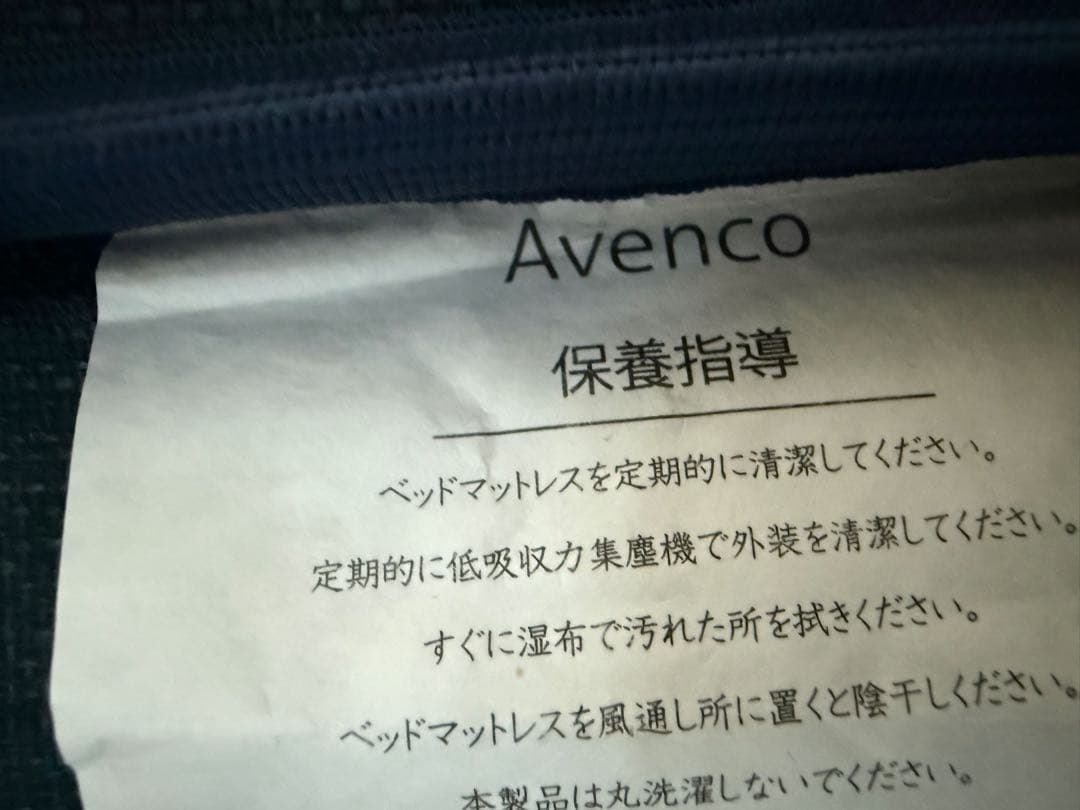 Avenco
保養指導
ベッドマットレスを定期的に清潔してください。
定期的に低吸収力集塵機で外装を清潔してください。
すぐに湿布で汚れた所を拭きください。
ベッドマットレスを風通し所に置くと陰干しください。
本製品は丸洗濯しないでください。